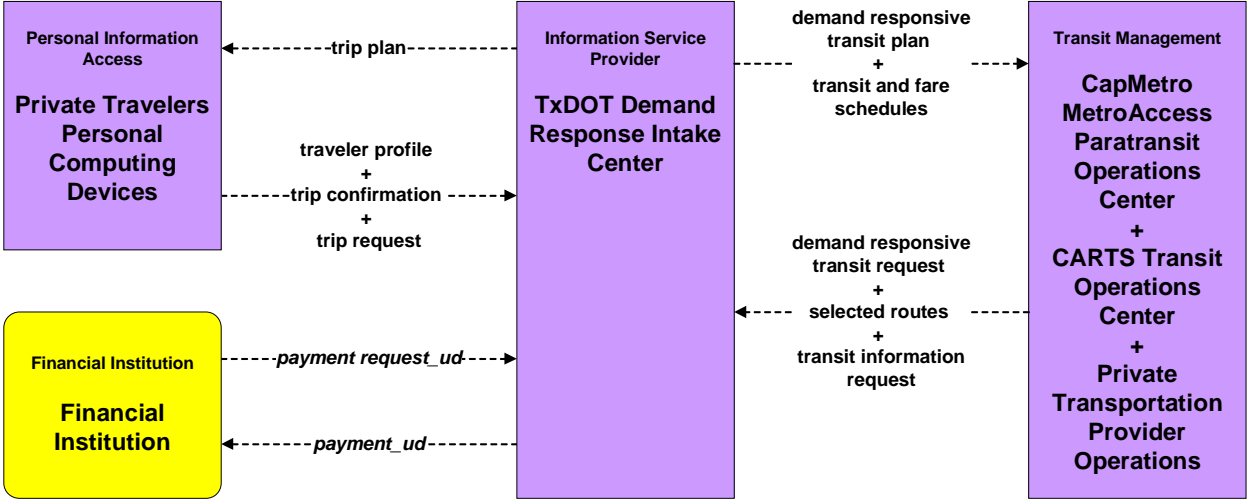 Personal Information
Access
Private Travelers
Personal
Computing
Devices
trip plan
traveler profile
+
trip confirmation
+
trip request
Financial Institution
Financial
Institution
payment request_ud
payment_ud
Information Service
Provider
TxDOT Demand
Response Intake
Center
demand responsive
transit plan
+
transit and fare
schedules
demand responsive
transit request
+
selected routes
+
transit information
request
Transit Management
CapMetro
MetroAccess
Paratransit
Operations
Center
+
CARTS Transit
Operations
Center
+
Private
Transportation
Provider
Operations